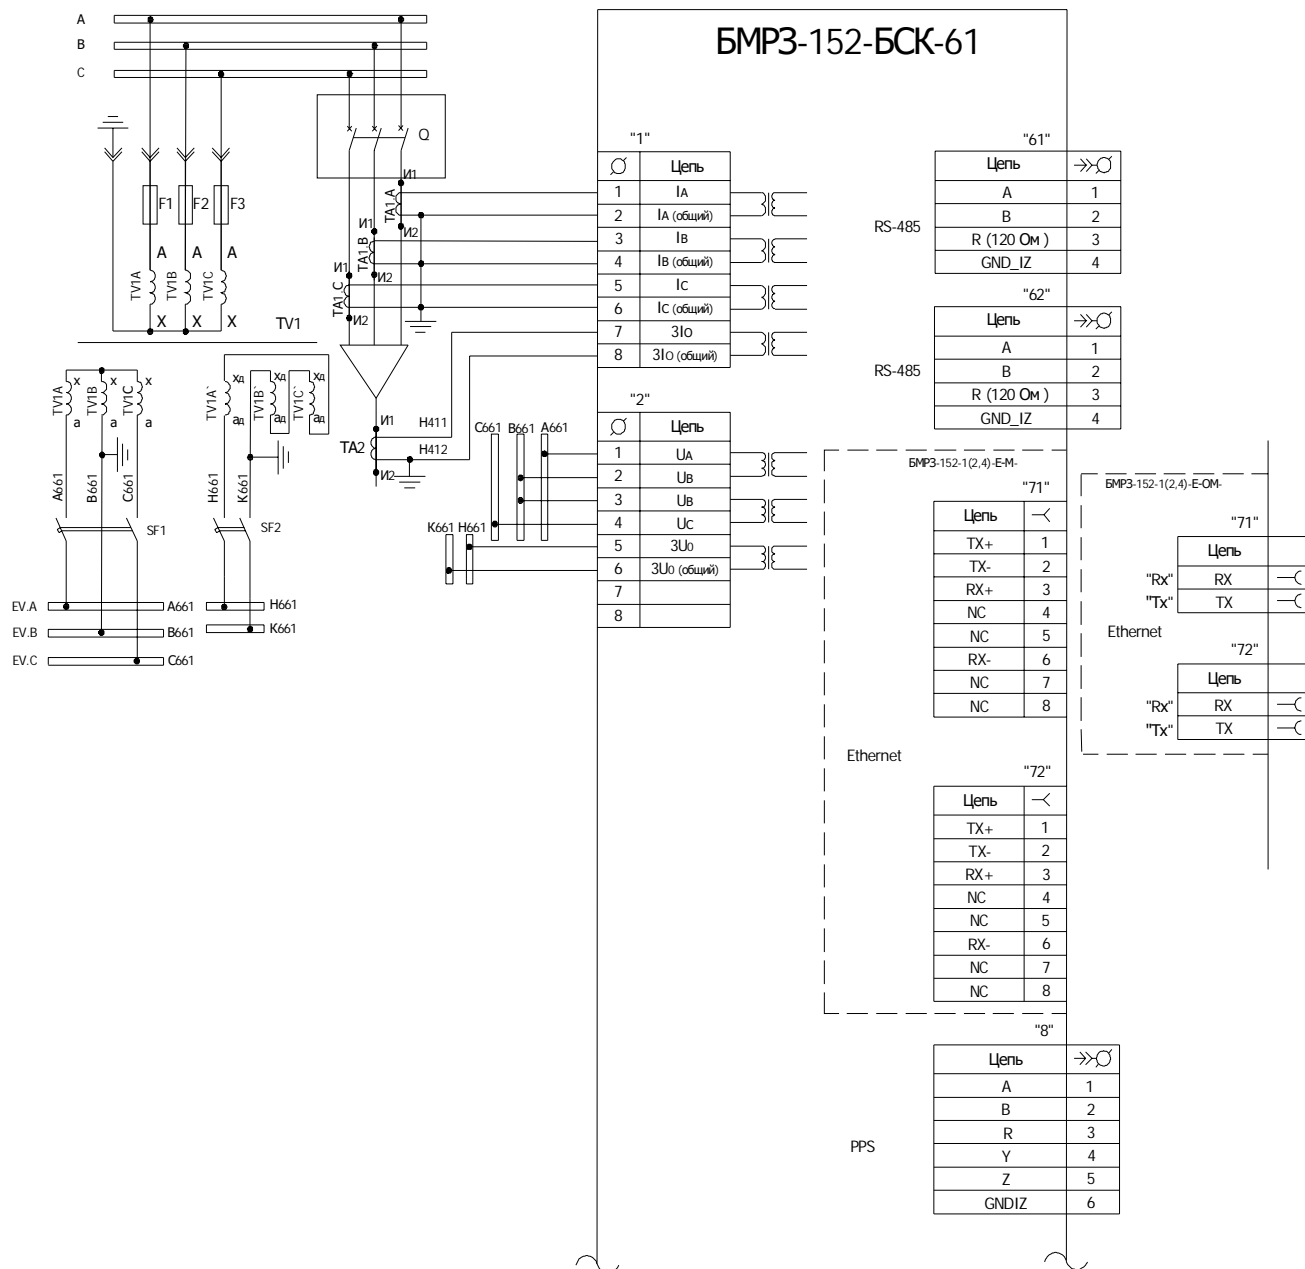 A
B
C
БМРЗ-152-БСК-61
Q
F1
F2
F3
A
A
A
TV1A
TV1B
TV1C
X
X
X
TV1
И1
TA1.A
И2
И1
TA1.B
И2
И1
TA1.C
И2
И1
TA2
И2
H411
H412
"1"
Цепь
1 IA
2 IA (общий)
3 IB
4 IB (общий)
5 IC
6 IC (общий)
7 3IO
8 3IO (общий)
"2"
Цепь
1 UA
2 UB
3 UB
4 UC
5 3U0
6 3U0 (общий)
7
8
C661
B661
A661
K661
H661
TV1A
x
a
TV1B
x
a
TV1C
x
a
TV1A`
xд
aд
TV1B`
xд
aд
TV1C`
xд
aд
A661
B661
C661
H661
K661
SF1
SF2
EV.A
A661
EV.B
B661
EV.C
C661
H661
K661
"61"
RS-485
Цепь
A 1
B 2
R (120 Ом ) 3
GND_IZ 4
"62"
RS-485
Цепь
A 1
B 2
R (120 Ом ) 3
GND_IZ 4
БМРЗ-152-1(2,4)-E-M-
"71"
Цепь
TX+ 1
TX- 2
RX+ 3
NC 4
NC 5
RX- 6
NC 7
NC 8
Ethernet
"72"
Цепь
TX+ 1
TX- 2
RX+ 3
NC 4
NC 5
RX- 6
NC 7
NC 8
БМРЗ-152-1(2,4)-E-OM-
"71"
Цепь
"Rx" RX
"Tx" TX
Ethernet
"72"
Цепь
"Rx" RX
"Tx" TX
"8"
PPS
Цепь
A 1
B 2
R 3
Y 4
Z 5
GNDIZ 6